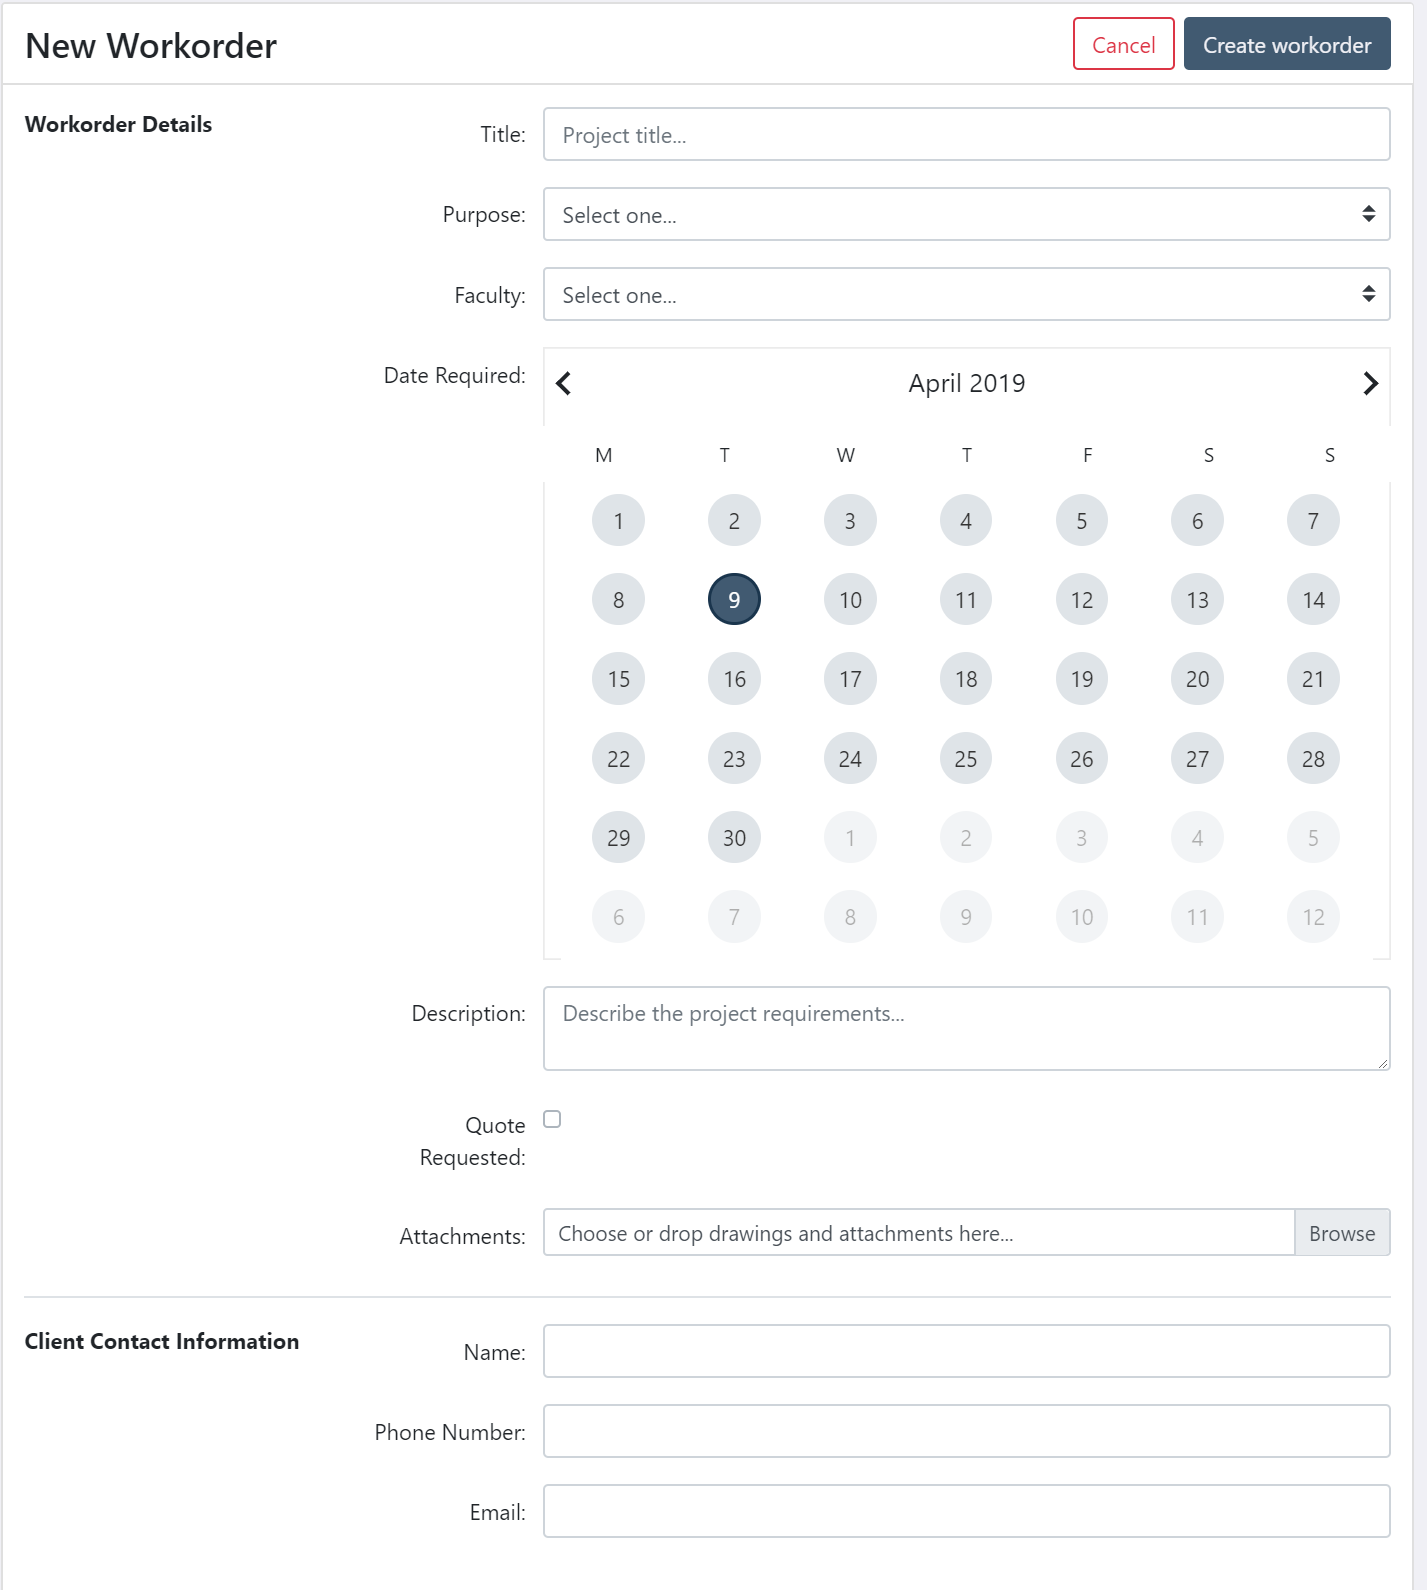 New Workorder
Cancel
Create workorder
Workorder Details
Title:
Project title...
Purpose:
Select one...
Faculty:
Select one...
Date Required:
April 2019
M T W T F S S
1 2 3 4 5 6 7
8 9 10 11 12 13 14
15 16 17 18 19 20 21
22 23 24 25 26 27 28
29 30 1 2 3 4 5
6 7 8 9 10 11 12
Description:
Describe the project requirements...
Quote
Requested:
Attachments:
Choose or drop drawings and attachments here...
Browse
Client Contact Information
Name:
Phone Number:
Email: